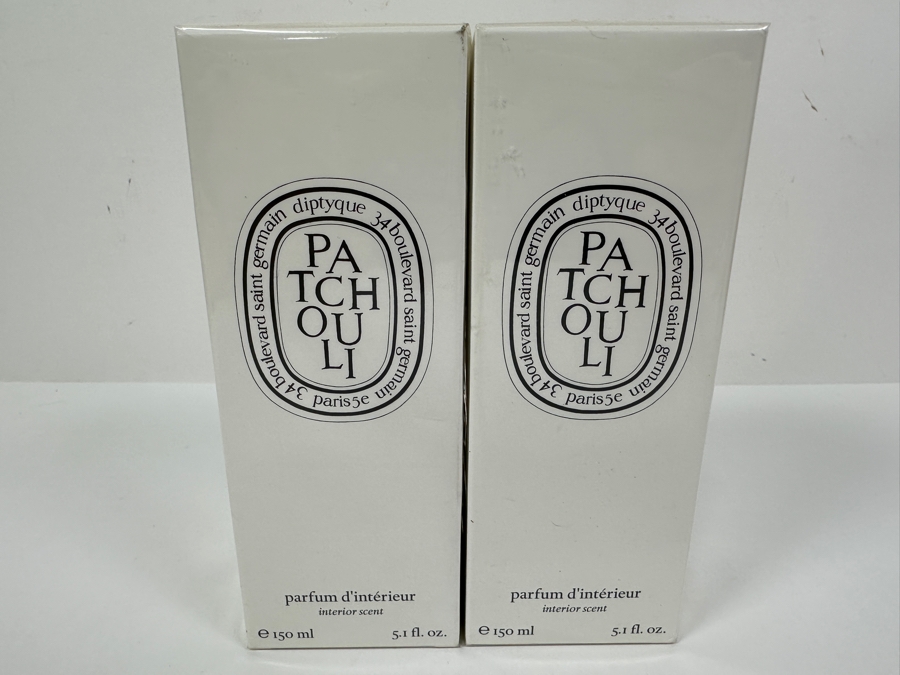 diptyque 34 boulevard saint germain paris 5e 34 boulevard saint germain
PA
TCH
OU
LI
parfum d'intérieur
interior scent
e 150 ml 5.1 fl. oz.
diptyque 34 boulevard saint germain paris 5e 34 boulevard saint germain
PA
TCH
OU
LI
parfum d'intérieur
interior scent
e 150 ml 5.1 fl. oz.